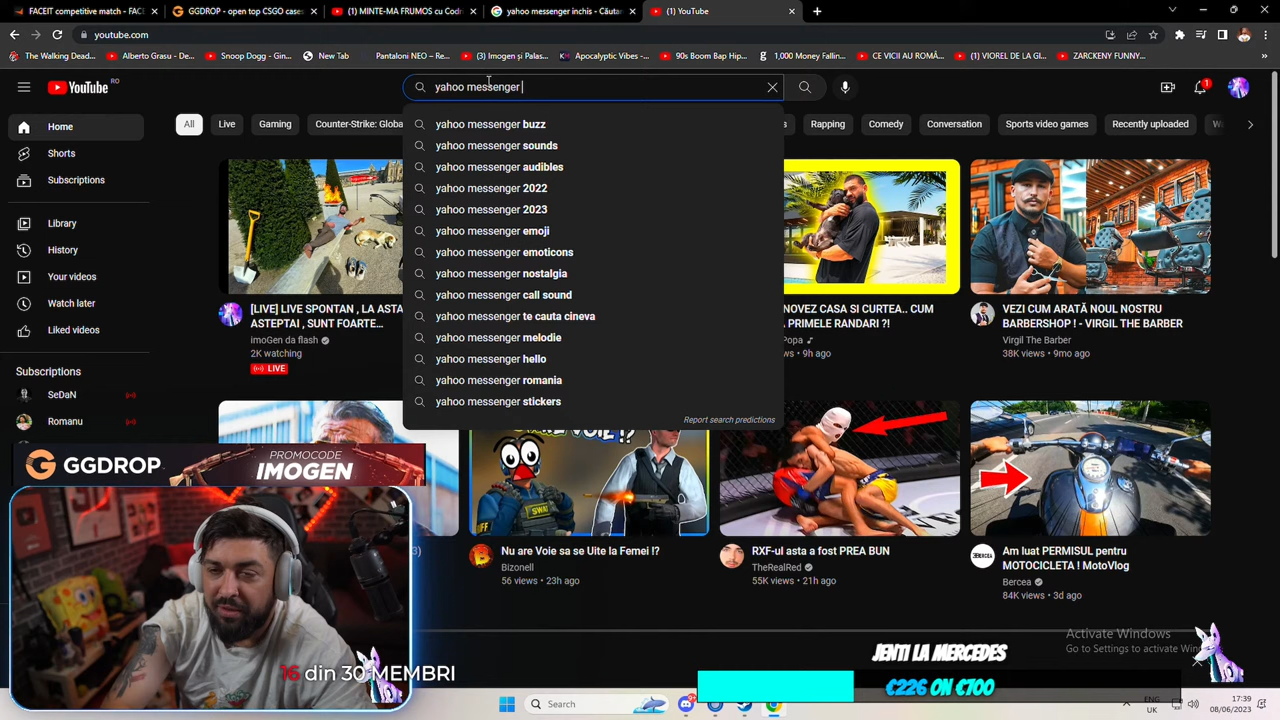 FACEIT competitive match - FACE
GGDROP - open top CSGO cases
(1) MINTE-MA FRUMOS cu Codr
yahoo messenger inchis - Căutar
(1) YouTube
youtube.com
The Walking Dead...
Alberto Grasu - De...
Snoop Dogg - Gin...
New Tab
Pantaloni NEO – Re...
(3) Imogen și Palas...
Apocalyptic Vibes –...
90s Boom Bap Hip...
1,000 Money Fallin...
CE VICII AU ROMÂ...
(1) VIOREL DE LA GI...
ZARCKENY FUNNY...
YouTube RO
yahoo messenger
1
Home
All
Live
Gaming
Counter-Strike: Globa
Rapping
Comedy
Conversation
Sports video games
Recently uploaded
Shorts
Subscriptions
Library
History
Your videos
Watch later
Liked videos
Subscriptions
SeDaN
Romanu
yahoo messenger buzz
yahoo messenger sounds
yahoo messenger audibles
yahoo messenger 2022
yahoo messenger 2023
yahoo messenger emoji
yahoo messenger emoticons
yahoo messenger nostalgia
yahoo messenger call sound
yahoo messenger te cauta cineva
yahoo messenger melodie
yahoo messenger hello
yahoo messenger romania
yahoo messenger stickers
Report search predictions
[LIVE] LIVE SPONTAN , LA ASTA
ASTEPTAI , SUNT FOARTE...
imoGen da flash
2K watching
LIVE
NOVEZ CASA SI CURTEA.. CUM
PRIMELE RANDARI ?!
Popa
ws • 9h ago
VEZI CUM ARATĂ NOUL NOSTRU
BARBERSHOP ! - VIRGIL THE BARBER
Virgil The Barber
38K views • 9mo ago
SWAT
Nu are Voie sa se Uite la Femei !?
Bizonell
56 views • 23h ago
RXF-ul asta a fost PREA BUN
TheRealRed
55K views • 21h ago
BERCEA
Am luat PERMISUL pentru
MOTOCICLETA ! MotoVlog
Bercea
84K views • 3d ago
GGDROP
PROMOCODE
IMOGEN
16 din 30 MEMBRI
JENTI LA MERCEDES
€226 ON €700
Activate Windows
Go to Settings to activate Win
Search
ENG
UK
17:39
08/06/2023